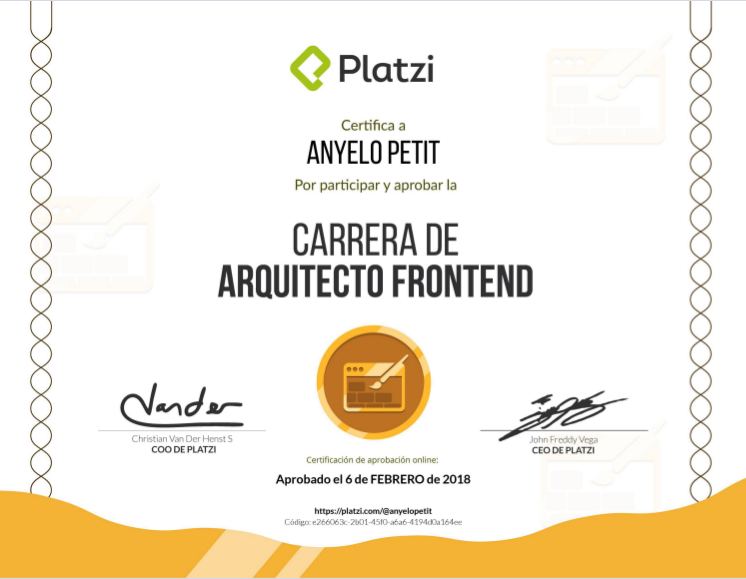 Platzi
Certifica a
ANYELO PETIT
Por participar y aprobar la
CARRERA DE
ARQUITECTO FRONTEND
Christian Van Der Henst S
COO DE PLATZI
John Freddy Vega
CEO DE PLATZI
Certificación de aprobación online:
Aprobado el 6 de FEBRERO de 2018
https://platzi.com/@anyelopetit
Código: e266063c-2b01-45f0-a6a6-4194d0a164ee